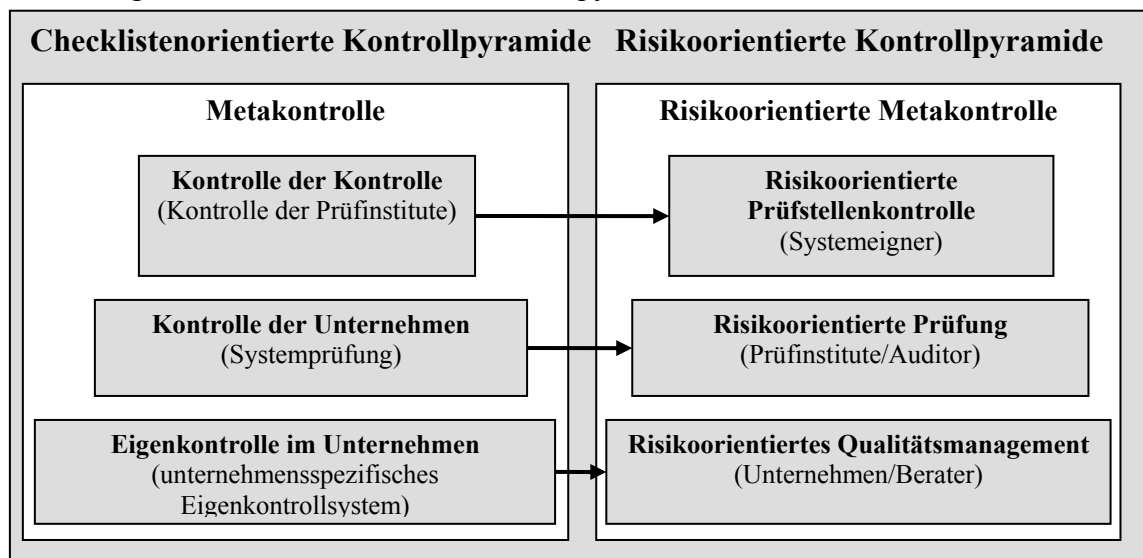 Checklistenorientierte Kontrollpyramide
Risikoorientierte Kontrollpyramide
Metakontrolle
Kontrolle der Kontrolle
(Kontrolle der Prüfinstitute)
Kontrolle der Unternehmen
(Systemprüfung)
Eigenkontrolle im Unternehmen
(unternehmensspezifisches
Eigenkontrollsystem)
Risikoorientierte Metakontrolle
Risikoorientierte
Prüfstellenkontrolle
(Systemeigner)
Risikoorientierte Prüfung
(Prüfinstitute/Auditor)
Risikoorientiertes Qualitätsmanagement
(Unternehmen/Berater)